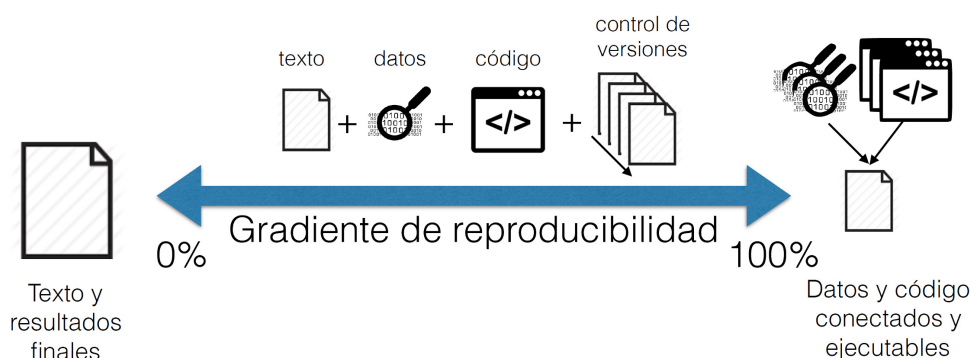 control de
versiones
texto
datos
código
</>
+
+
+
</>
Gradiente de reproducibilidad
0%
100%
Texto y
resultados
finales
Datos y código
conectados y
ejecutables